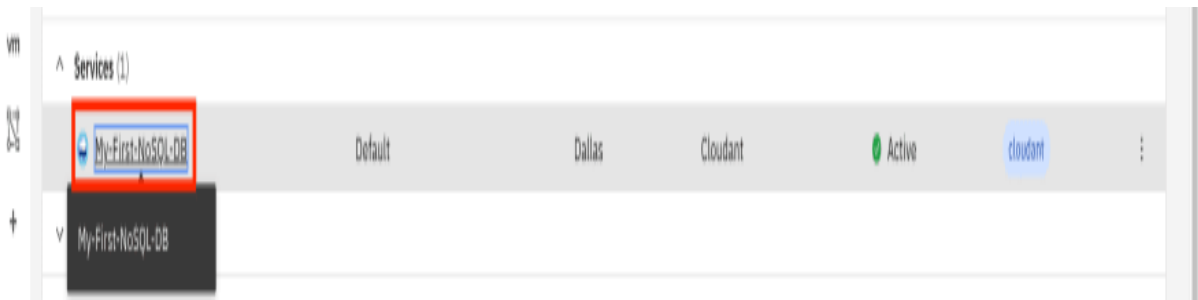 vm
Services (1)
My-First-NoSQL-DB Default Dallas Cloudant Active cloudant
My-First-NoSQL-DB